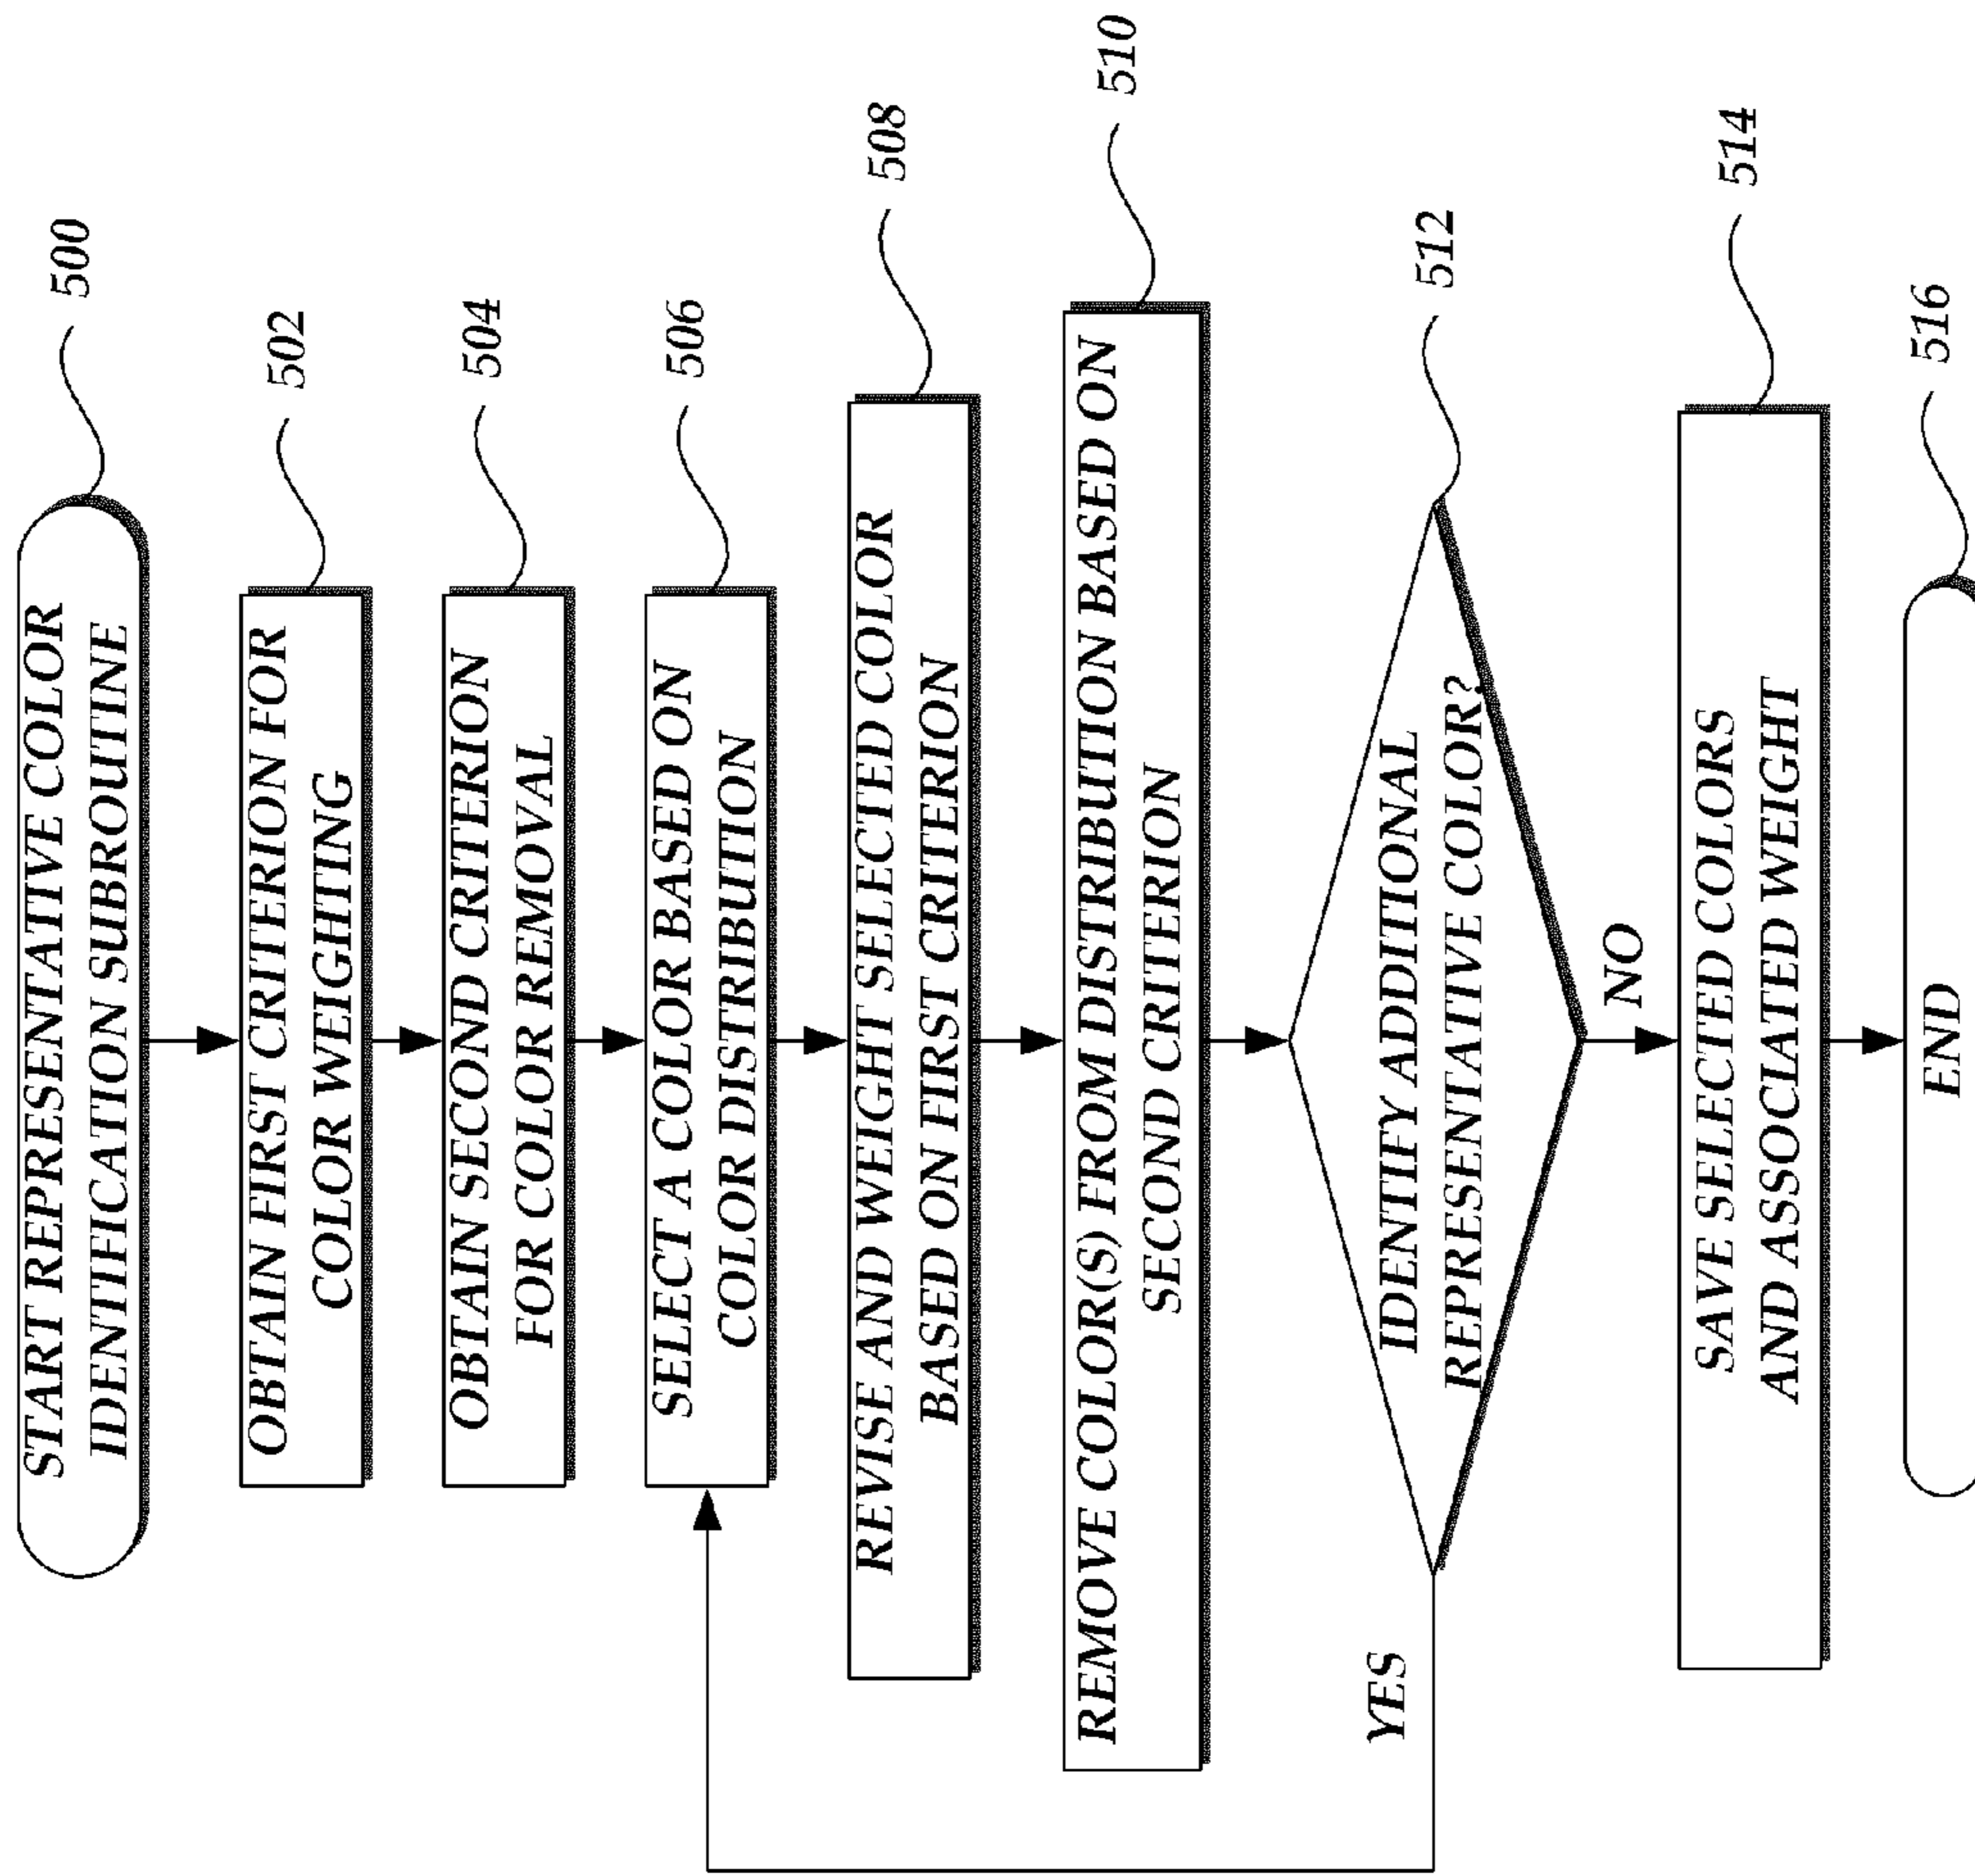 START REPRESENTATIVE COLOR
IDENTIFICATION SUBROUTINE
500
OBTAIN FIRST CRITERION FOR
COLOR WEIGHTING
502
OBTAIN SECOND CRITERION
FOR COLOR REMOVAL
504
SELECT A COLOR BASED ON
COLOR DISTRIBUTION
506
REVISE AND WEIGHT SELECTED COLOR
BASED ON FIRST CRITERION
508
REMOVE COLOR(S) FROM DISTRIBUTION BASED ON
SECOND CRITERION
510
YES
IDENTIFY ADDITIONAL
REPRESENTATIVE COLOR?
512
NO
SAVE SELECTED COLORS
AND ASSOCIATED WEIGHT
514
END
516